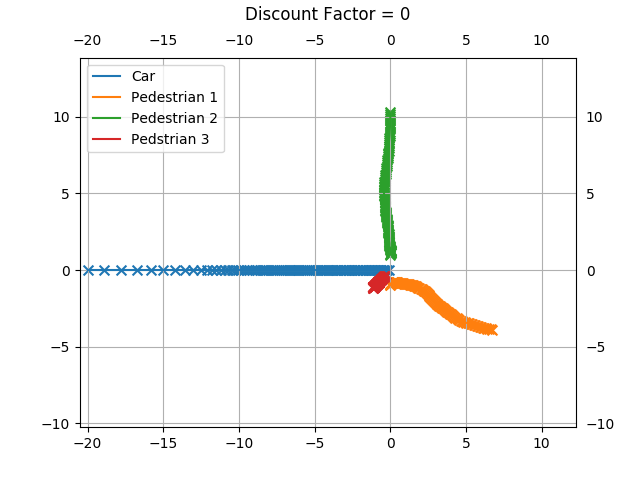 Discount Factor = 0
−20 −15 −10 −5 0 5 10
Car
Pedestrian 1
Pedestrian 2
Pedstrian 3
10 10
5 5
0 0
−5 −5
−10 −10
−20 −15 −10 −5 0 5 10